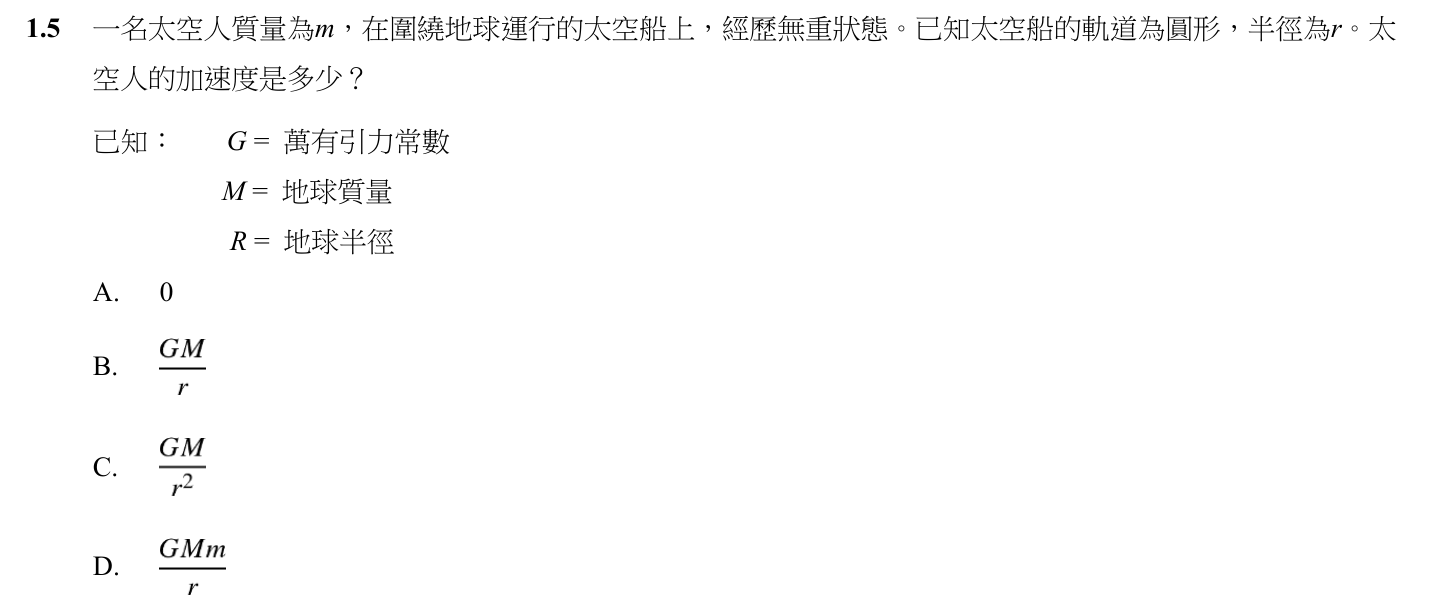 1.5 一名太空人質量為m，在圍繞地球運行的太空船上，經歷無重狀態。已知太空船的軌道為圓形，半徑為r。太
空人的加速度是多少？
已知： G = 萬有引力常數
M = 地球質量
R = 地球半徑
A. 0
B. GM/r
C. GM/r²
D. GMm/r